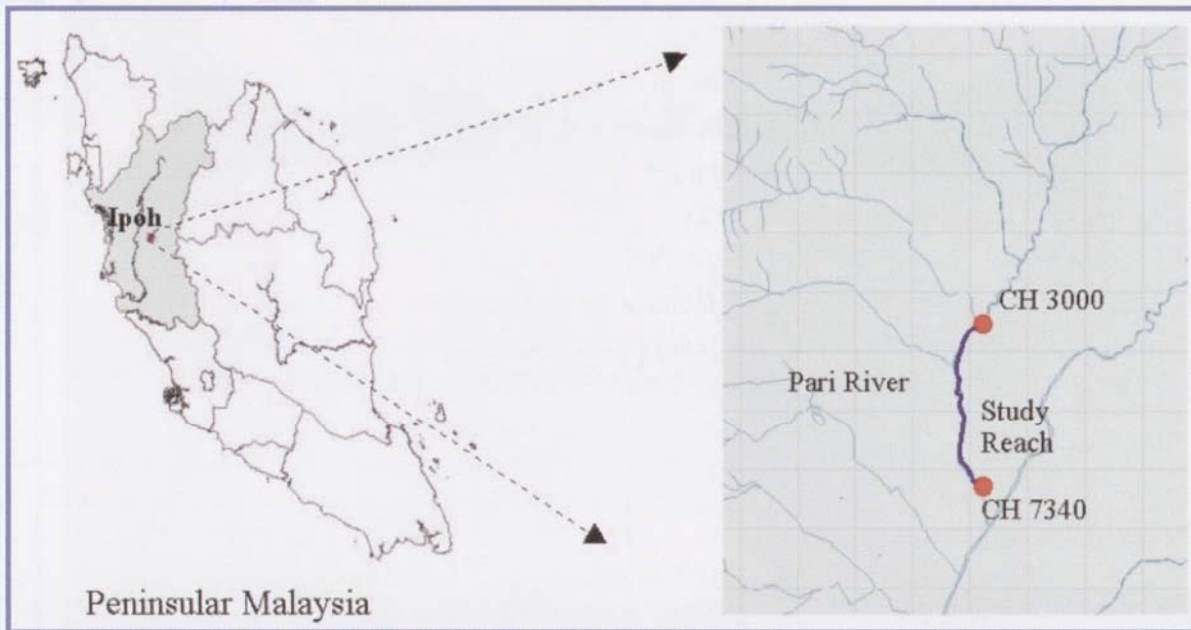 Ipoh
Peninsular Malaysia
CH 3000
Pari River
Study
Reach
CH 7340